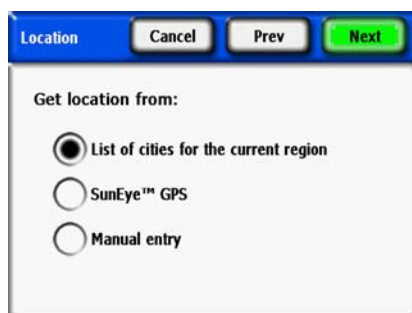 Location Cancel Prev Next
Get location from:
List of cities for the current region
SunEye™ GPS
Manual entry